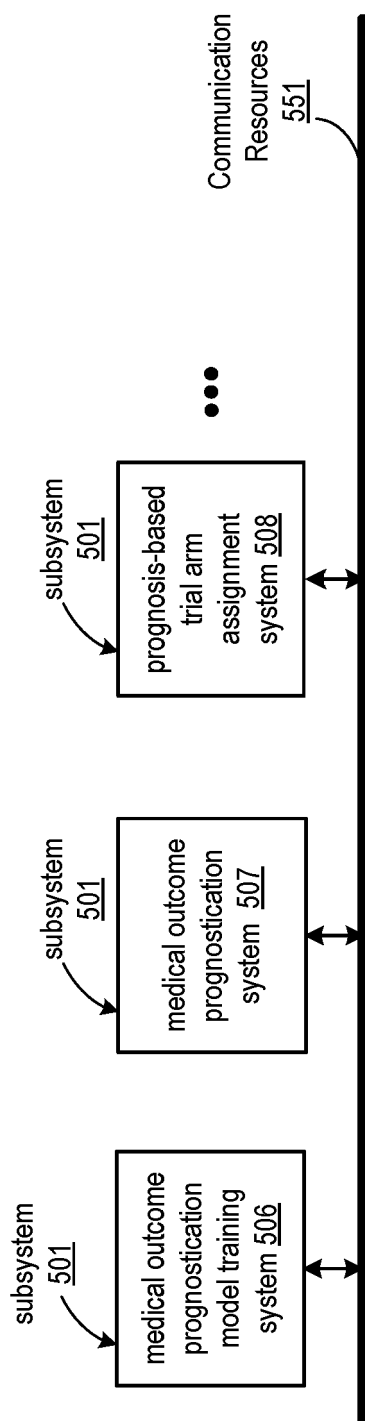 subsystem
501
medical outcome
prognostication
model training
system 506
subsystem
501
medical outcome
prognostication
system 507
subsystem
501
prognosis-based
trial arm
assignment
system 508
Communication
Resources
551